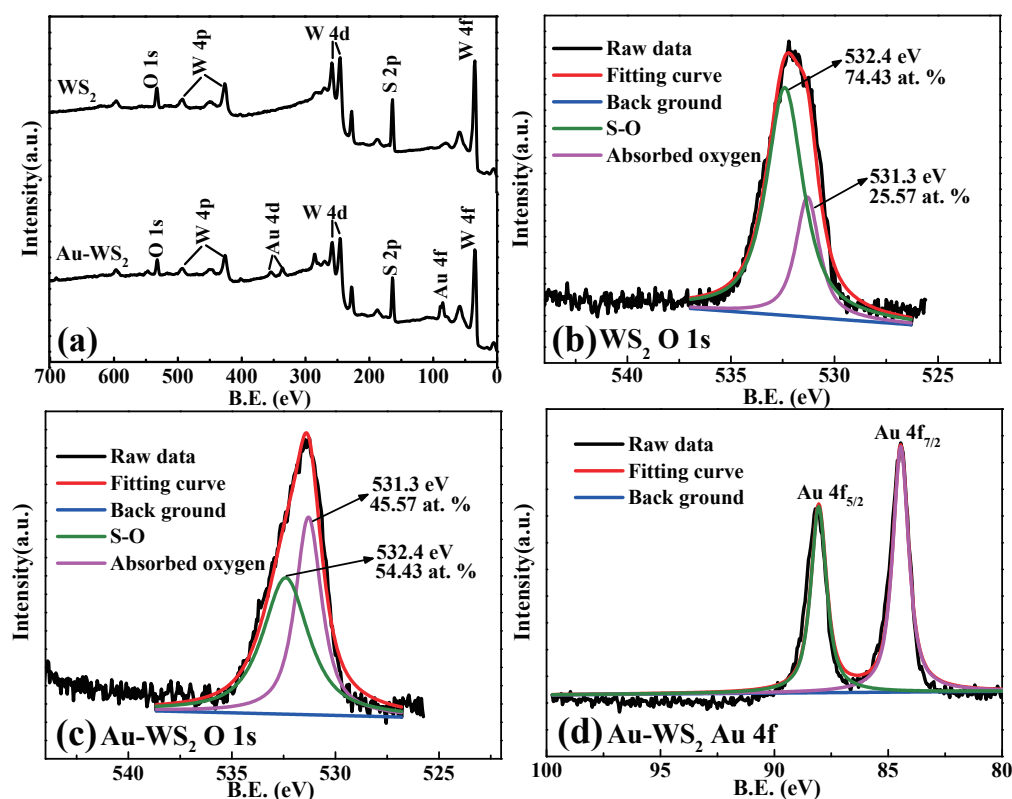 Intensity(a.u.)
WS2
O 1s
W 4p
W 4d
S 2p
W 4f
Au-WS2
O 1s
W 4p
Au 4d
W 4d
S 2p
Au 4f
W 4f
(a)
700 600 500 400 300 200 100 0
B.E. (eV)
Intensity(a.u.)
Raw data
Fitting curve
Back ground
S-O
Absorbed oxygen
532.4 eV
74.43 at. %
531.3 eV
25.57 at. %
(b) WS2 O 1s
540 535 530 525
B.E. (eV)
Intensity(a.u.)
Raw data
Fitting curve
Back ground
S-O
Absorbed oxygen
531.3 eV
45.57 at. %
532.4 eV
54.43 at. %
(c) Au-WS2 O 1s
540 535 530 525
B.E. (eV)
Intensity(a.u.)
Raw data
Fitting curve
Back ground
Au 4f5/2
Au 4f7/2
(d) Au-WS2 Au 4f
100 95 90 85 80
B.E. (eV)